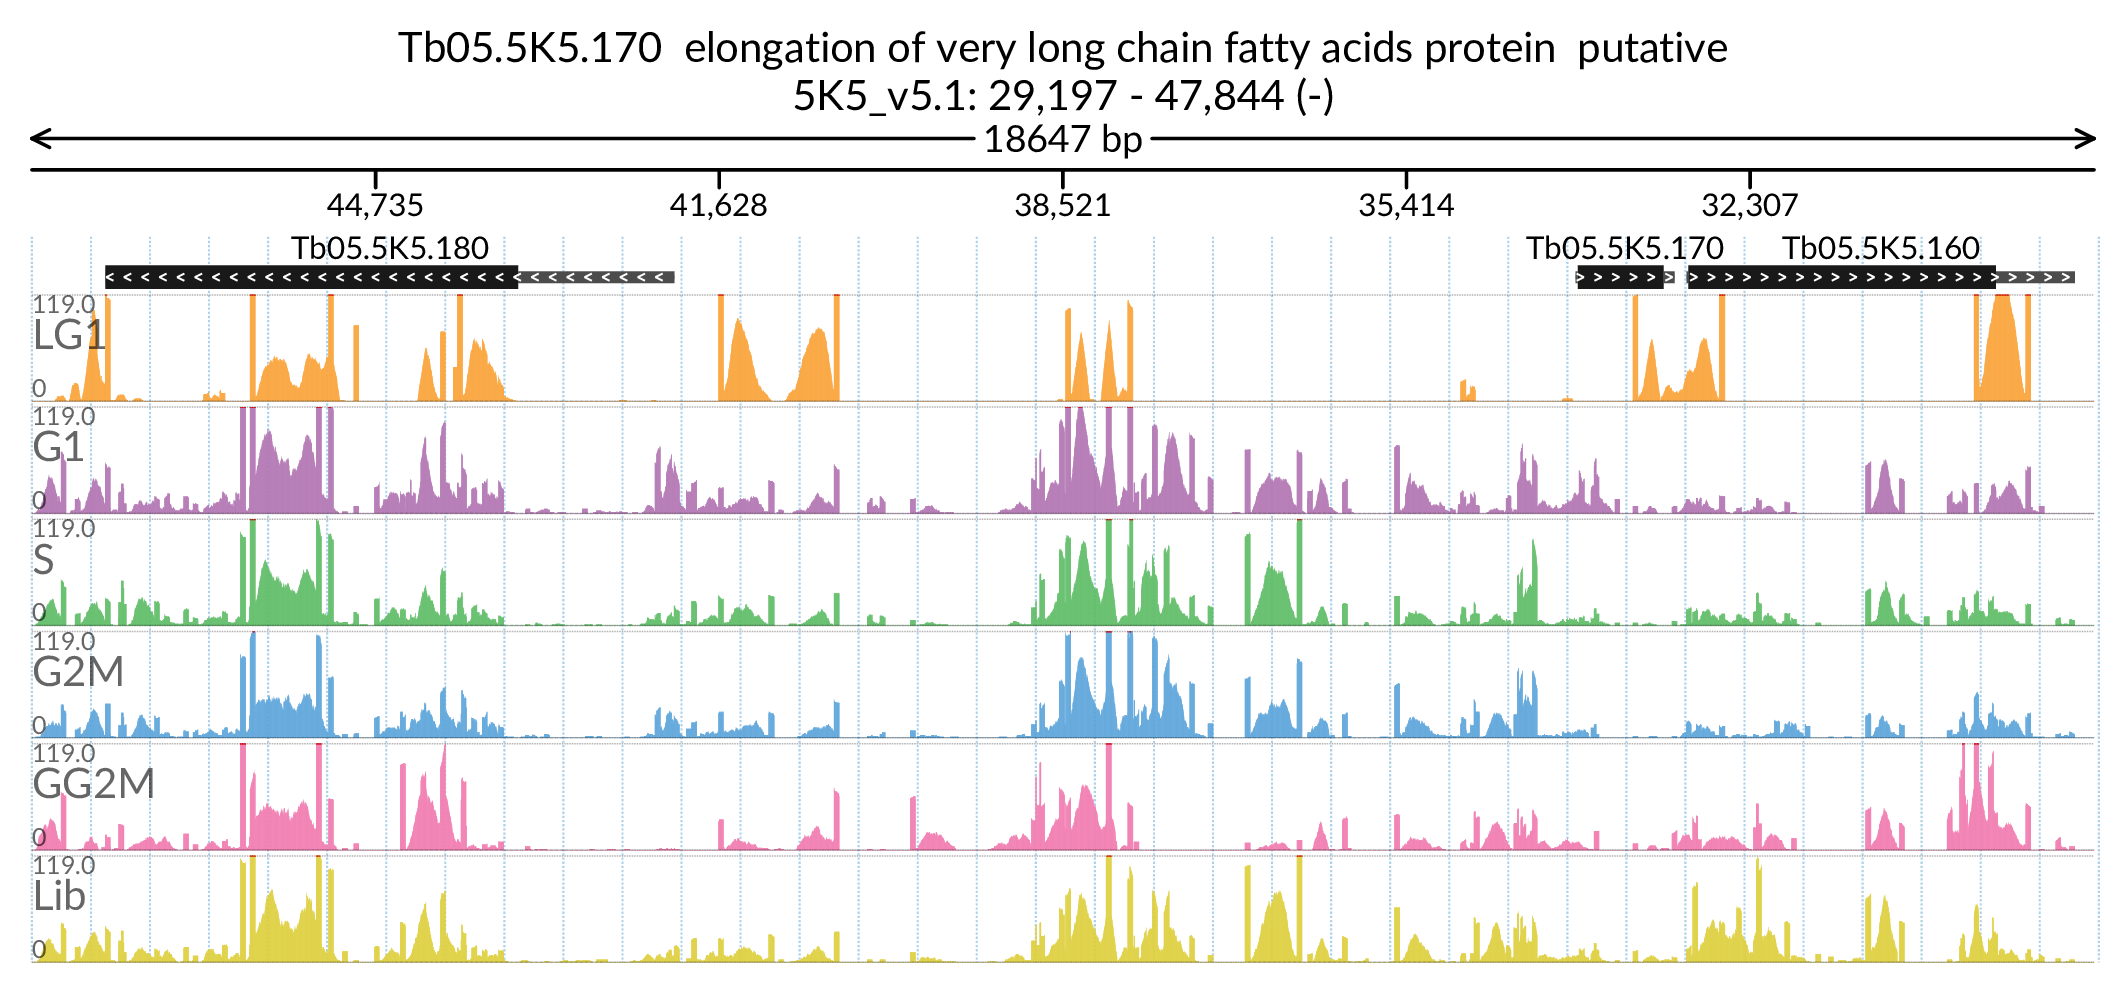 Tb05.5K5.170 elongation of very long chain fatty acids protein putative
5K5_v5.1: 29,197 - 47,844 (-)
18647 bp
44,735 41,628 38,521 35,414 32,307
Tb05.5K5.180 Tb05.5K5.170 Tb05.5K5.160
119.0
LG1
0
119.0
G1
0
119.0
S
0
119.0
G2M
0
119.0
GG2M
0
119.0
Lib
0